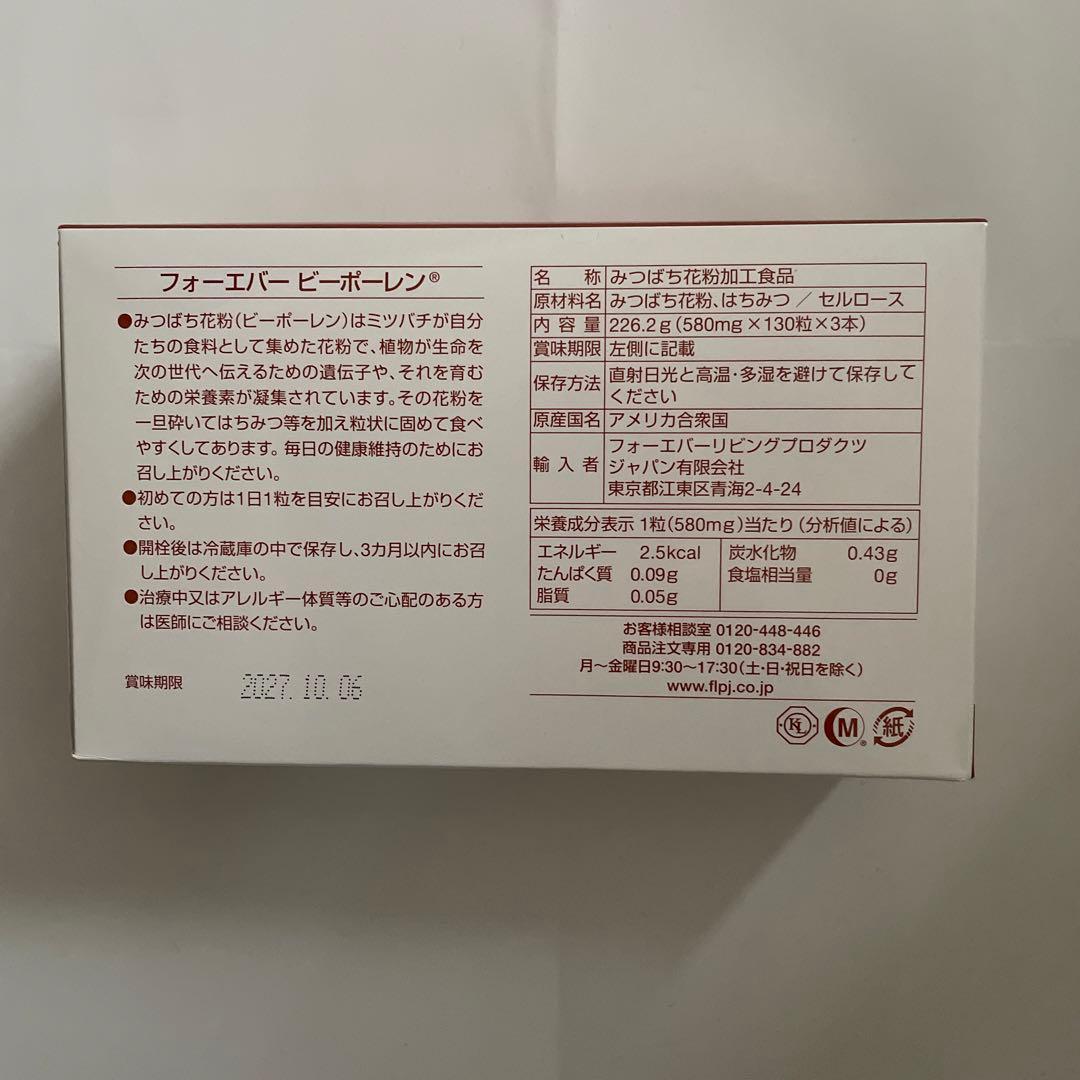 フォーエバー ビーポーレン®
●みつばち花粉（ビーポーレン）はミツバチが自分
たちの食料として集めた花粉で、植物が生命を
次の世代へ伝えるための遺伝子や、それを育む
ための栄養素が凝集されています。その花粉を
一旦砕いてはちみつ等を加え粒状に固めて食べ
やすくしてあります。毎日の健康維持のためにお
召し上がりください。
●初めての方は1日1粒を目安にお召し上がりくだ
さい。
●開栓後は冷蔵庫の中で保存し、3カ月以内にお召
し上がりください。
●治療中又はアレルギー体質等のご心配のある方
は医師にご相談ください。
賞味期限 2027.10.06
名称 みつばち花粉加工食品
原材料名 みつばち花粉、はちみつ ／ セルロース
内容量 226.2g（580mg×130粒×3本）
賞味期限 左側に記載
保存方法 直射日光と高温・多湿を避けて保存して
ください
原産国名 アメリカ合衆国
輸入者 フォーエバーリビングプロダクツ
ジャパン有限会社
東京都江東区青海2-4-24
栄養成分表示 1粒（580mg）当たり（分析値による）
エネルギー 2.5kcal 炭水化物 0.43g
たんぱく質 0.09g 食塩相当量 0g
脂質 0.05g
お客様相談室 0120-448-446
商品注文専用 0120-834-882
月～金曜日9:30～17:30（土・日・祝日を除く）
www.flpj.co.jp
KL M® 紙